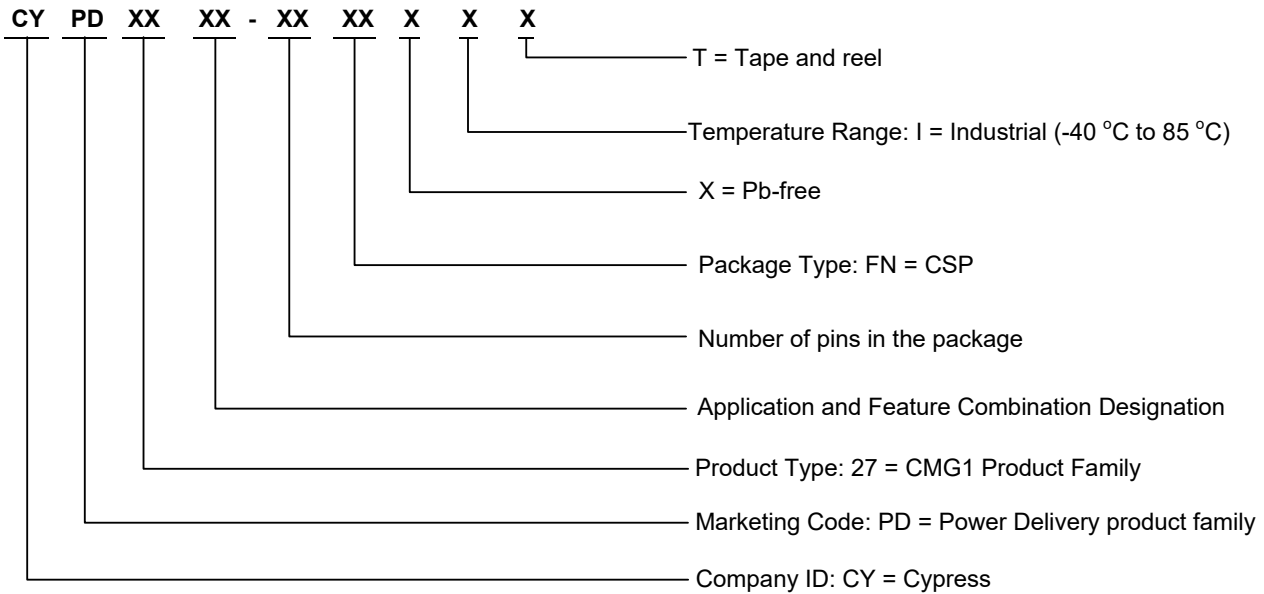 CY PD XX XX - XX XX X X X
T = Tape and reel
Temperature Range: I = Industrial (-40 °C to 85 °C)
X = Pb-free
Package Type: FN = CSP
Number of pins in the package
Application and Feature Combination Designation
Product Type: 27 = CMG1 Product Family
Marketing Code: PD = Power Delivery product family
Company ID: CY = Cypress